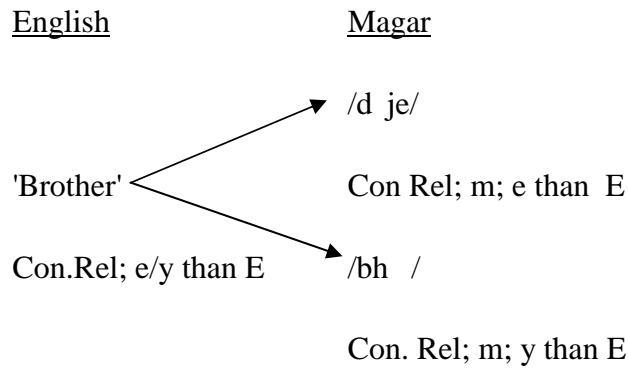 English Magar
/d je/
'Brother' Con Rel; m; e than E
Con.Rel; e/y than E /bh /
Con. Rel; m; y than E